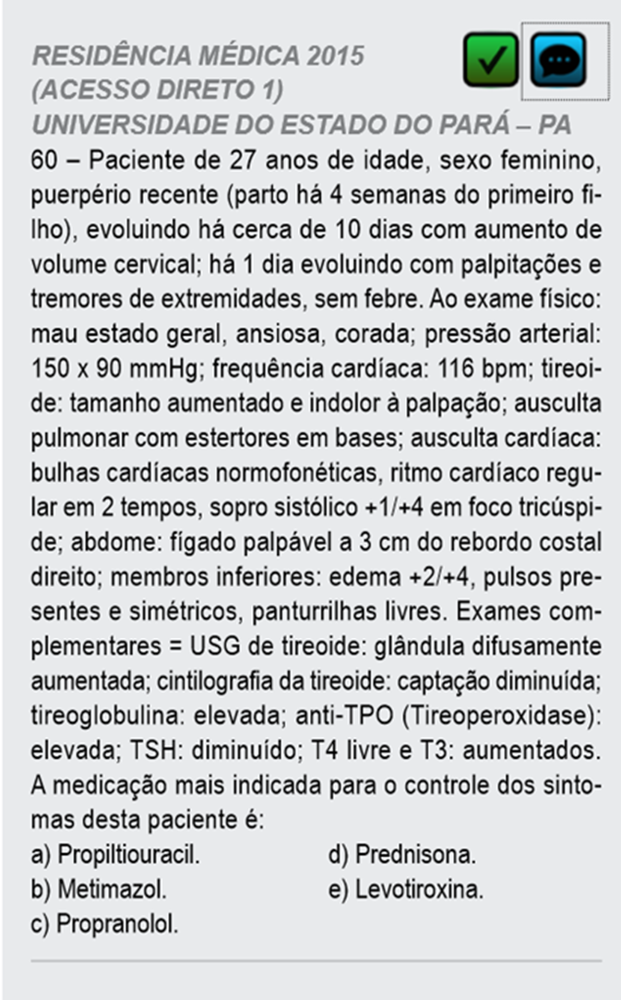 RESIDÊNCIA MÉDICA 2015
(ACESSO DIRETO 1)
UNIVERSIDADE DO ESTADO DO PARÁ – PA
60 – Paciente de 27 anos de idade, sexo feminino,
puerpério recente (parto há 4 semanas do primeiro fi-
lho), evoluindo há cerca de 10 dias com aumento de
volume cervical; há 1 dia evoluindo com palpitações e
tremores de extremidades, sem febre. Ao exame físico:
mau estado geral, ansiosa, corada; pressão arterial:
150 x 90 mmHg; frequência cardíaca: 116 bpm; tireoi-
de: tamanho aumentado e indolor à palpação; ausculta
pulmonar com estertores em bases; ausculta cardíaca:
bulhas cardíacas normofonéticas, ritmo cardíaco regu-
lar em 2 tempos, sopro sistólico +1/+4 em foco tricúspi-
de; abdome: fígado palpável a 3 cm do rebordo costal
direito; membros inferiores: edema +2/+4, pulsos pre-
sentes e simétricos, panturrilhas livres. Exames com-
plementares = USG de tireoide: glândula difusamente
aumentada; cintilografia da tireoide: captação diminuída;
tireoglobulina: elevada; anti-TPO (Tireoperoxidase):
elevada; TSH: diminuído; T4 livre e T3: aumentados.
A medicação mais indicada para o controle dos sinto-
mas desta paciente é:
a) Propiltiouracil.
b) Metimazol.
c) Propranolol.
d) Prednisona.
e) Levotiroxina.